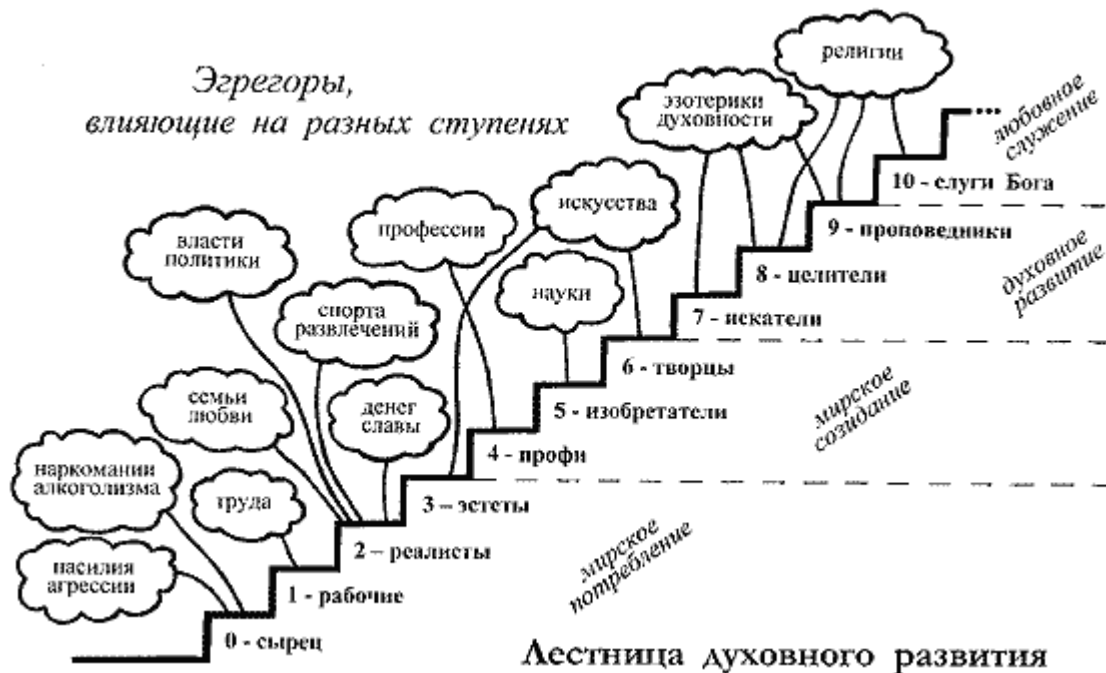 Эгрегоры,
влияющие на разных ступенях
религии
эзотерики
духовности
любовное
служение
10 - слуги Бога
искусства
профессии
власти
политики
9 - проповедники
духовное
развитие
8 - целители
науки
спорта
развлечений
7 - искатели
6 - творцы
мирское
созидание
семьи
любви
денег
славы
5 - изобретатели
4 - профи
наркомании
алкоголизма
труда
3 – эстеты
2 – реалисты
мирское
потребление
насилия
агрессии
1 - рабочие
0 - сырец
Лестница духовного развития